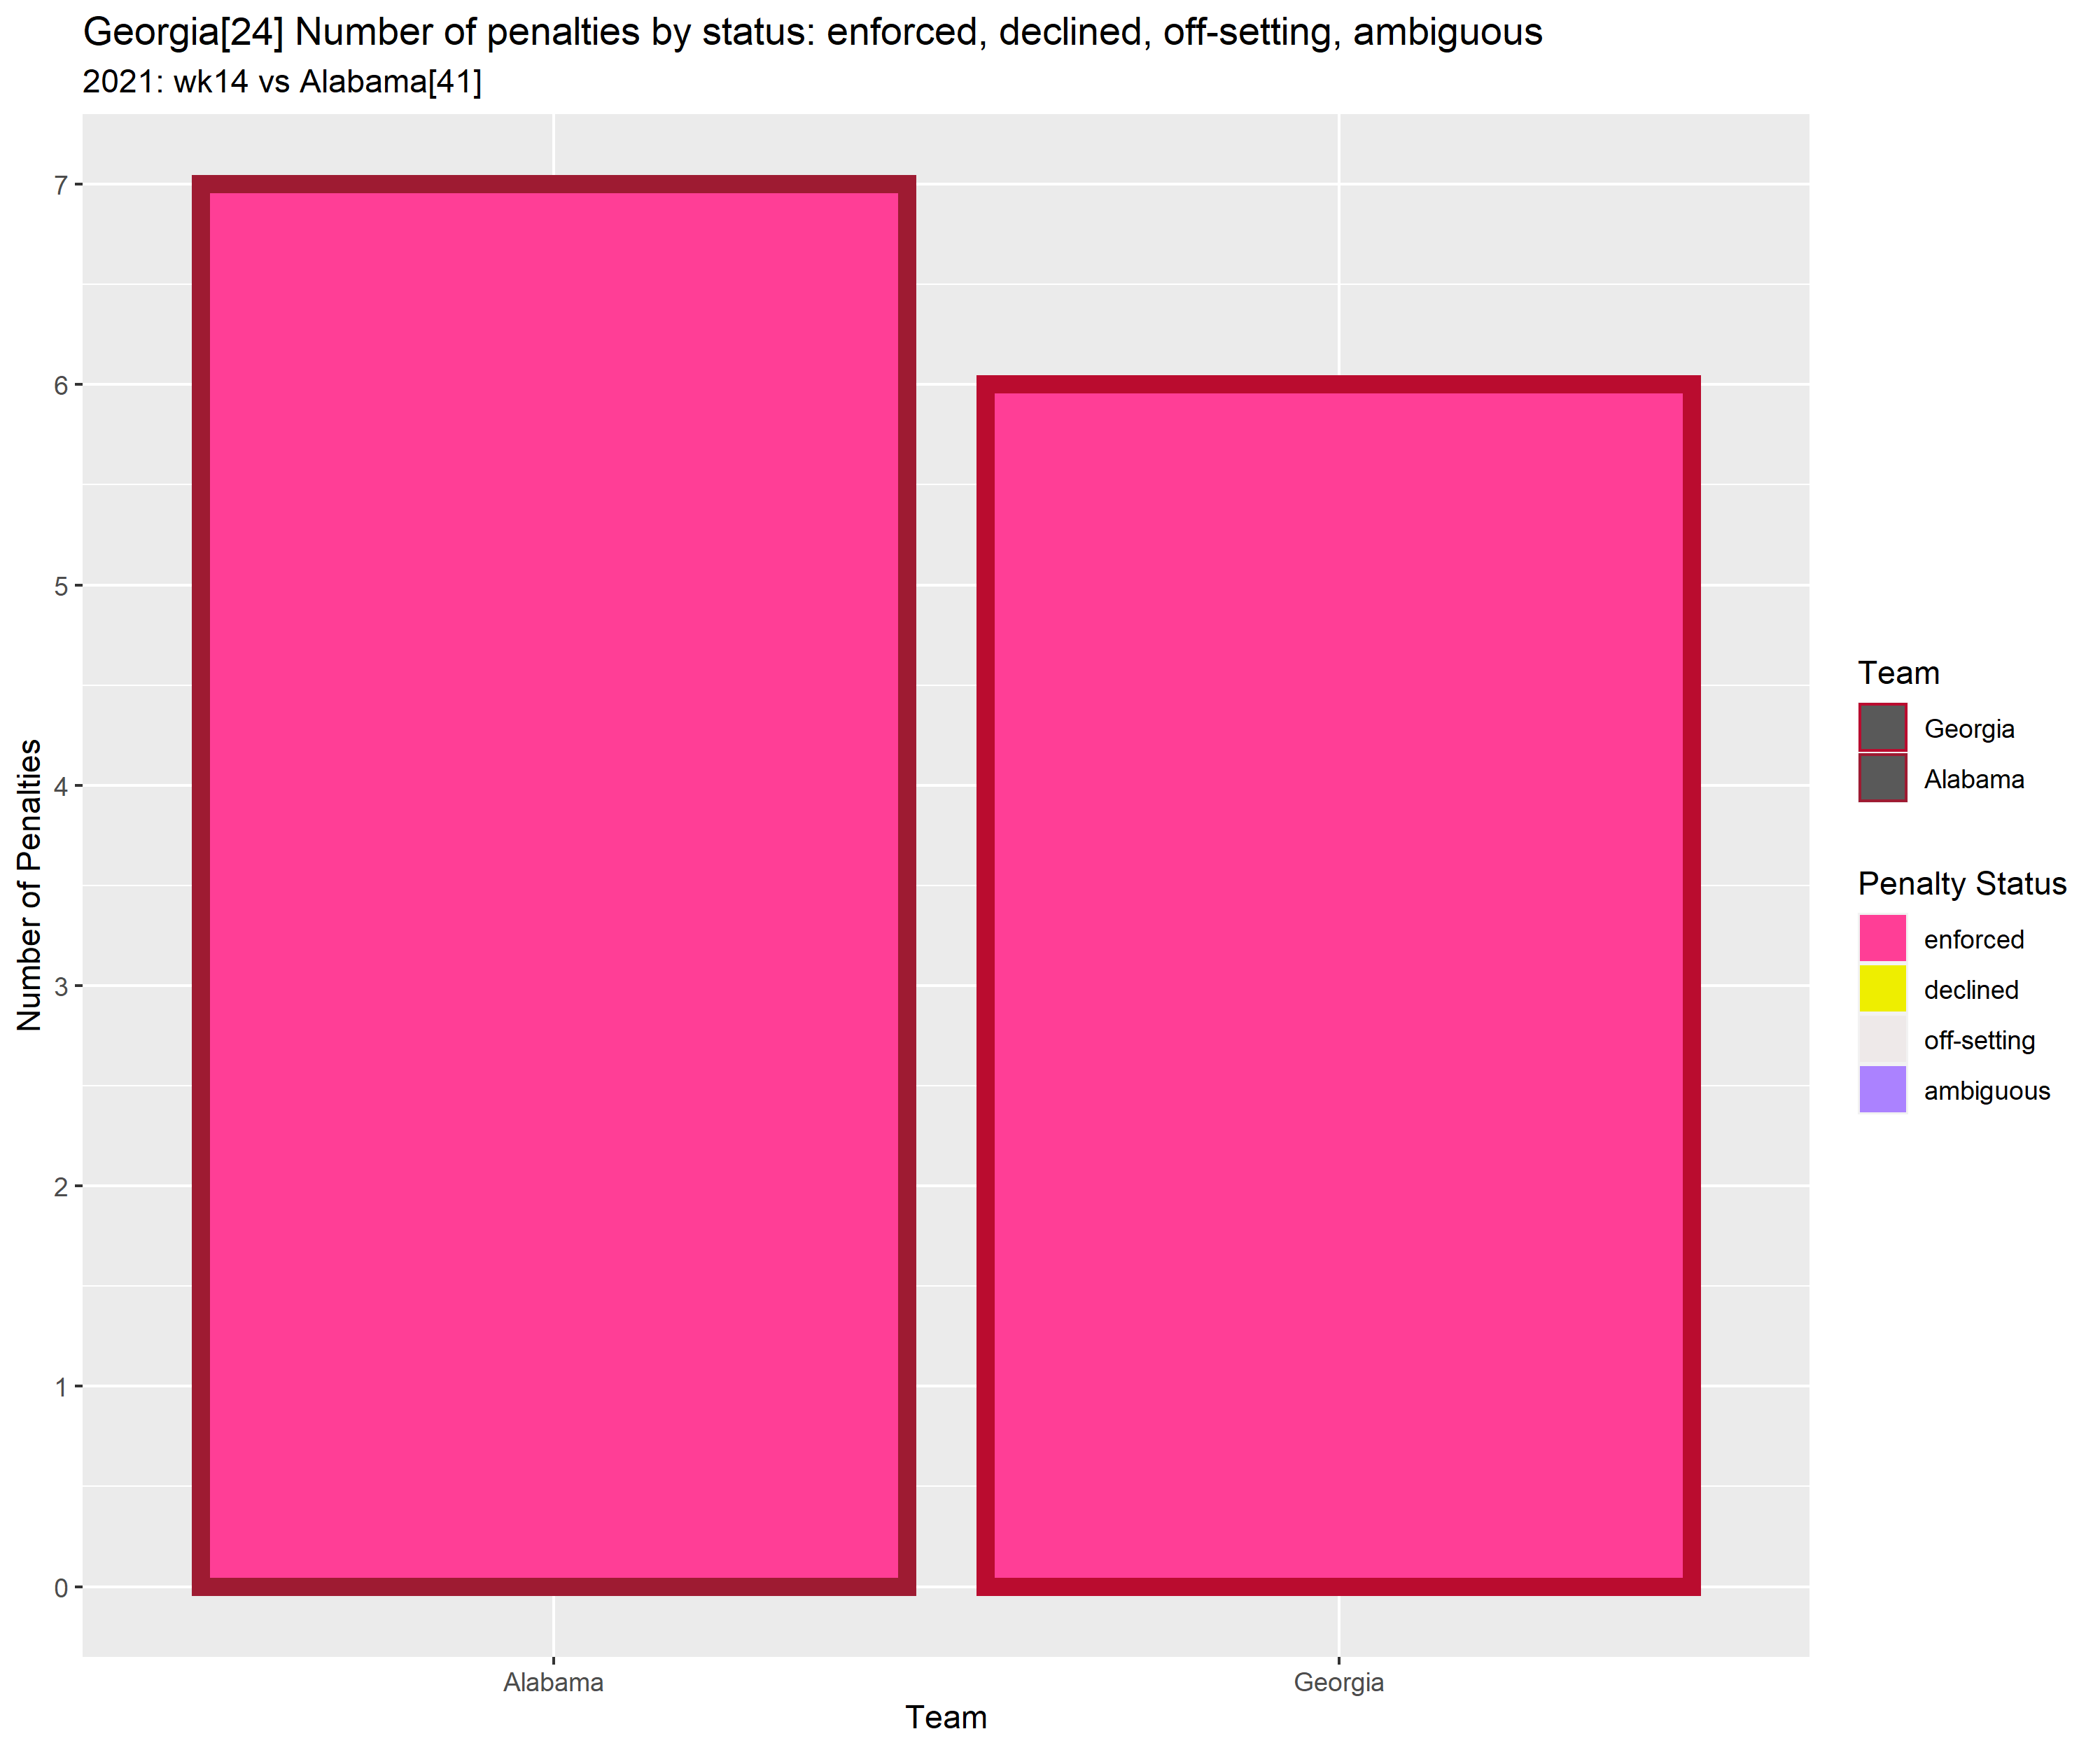 Georgia[24] Number of penalties by status: enforced, declined, off-setting, ambiguous
2021: wk14 vs Alabama[41]
Number of Penalties
7
6
5
4
3
2
1
0
Alabama
Georgia
Team
Team
Georgia
Alabama
Penalty Status
enforced
declined
off-setting
ambiguous